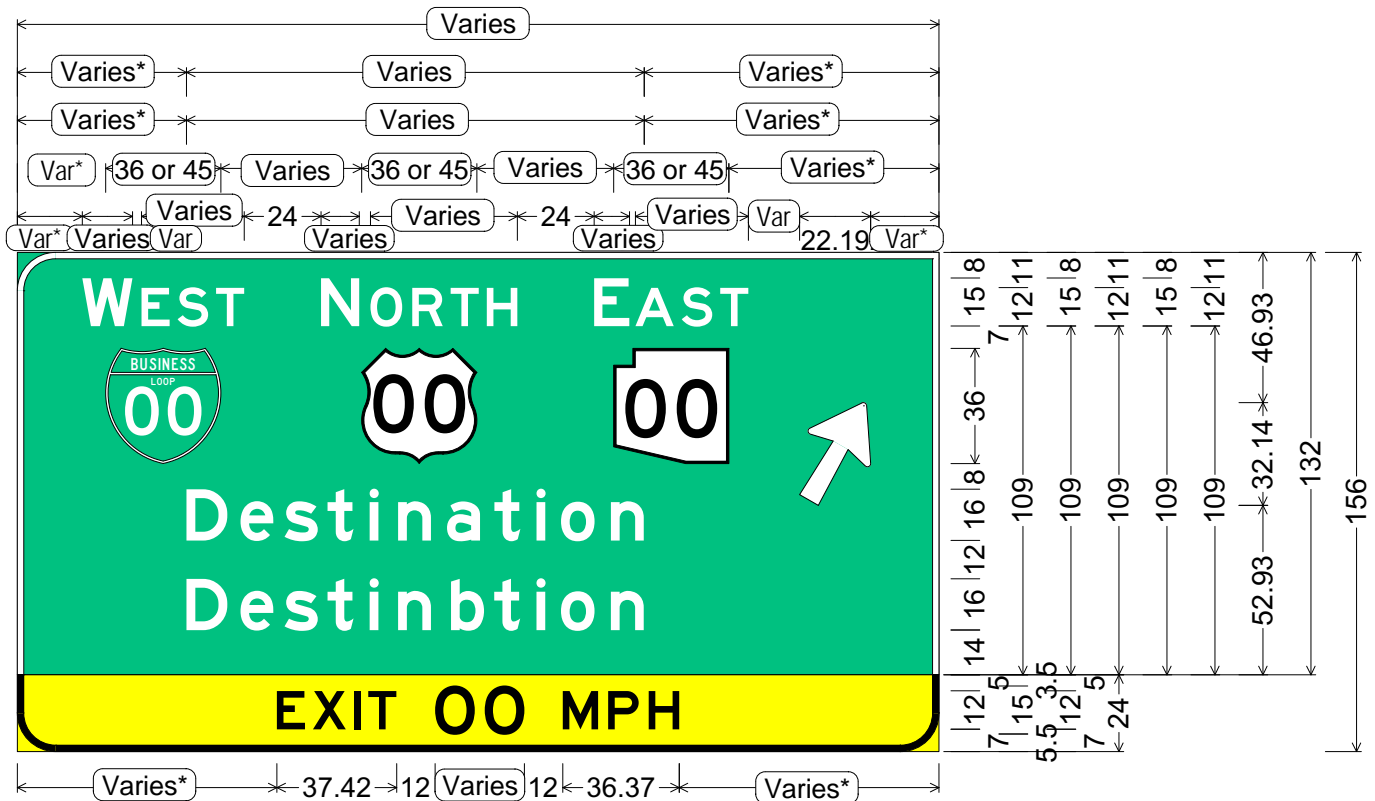 Varies
Varies* Varies Varies*
Varies* Varies Varies*
Var* 36 or 45 Varies 36 or 45 Varies 36 or 45 Varies*
Varies 24 Varies 24 Varies Var
Var* Varies Var Varies Varies 22.19 Var*
WEST NORTH EAST
BUSINESS
LOOP
00 00 00
Destination
Destinbtion
EXIT 00 MPH
Varies* 37.42 12 Varies 12 36.37 Varies*
8 11 8 11 8 11
15 12 15 12 15 12 46.93
7
36
32.14 132
8 109 109 109 109 109
16 156
12
16 52.93
14
5 3.5 5
12 15 12 24
7 5.5 7